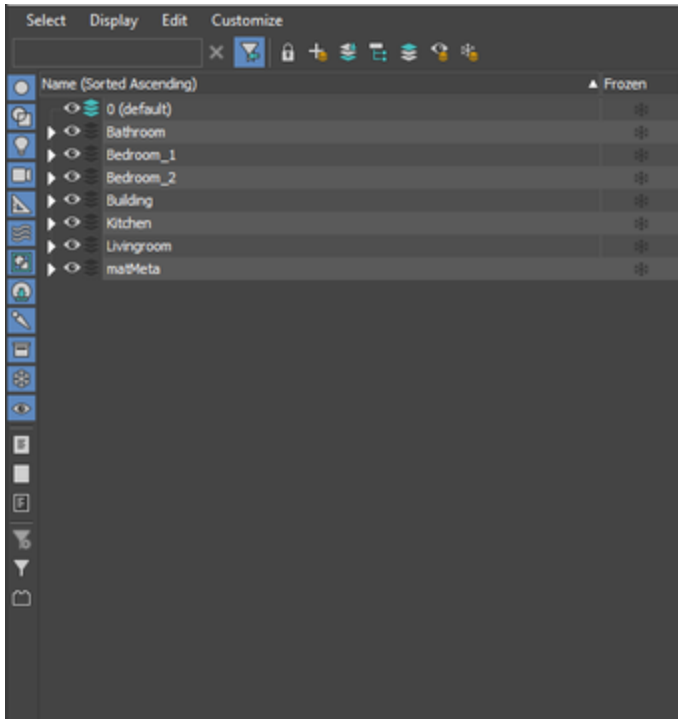 Select Display Edit Customize
Name (Sorted Ascending) Frozen
0 (default)
Bathroom
Bedroom_1
Bedroom_2
Building
Kitchen
Livingroom
matMeta